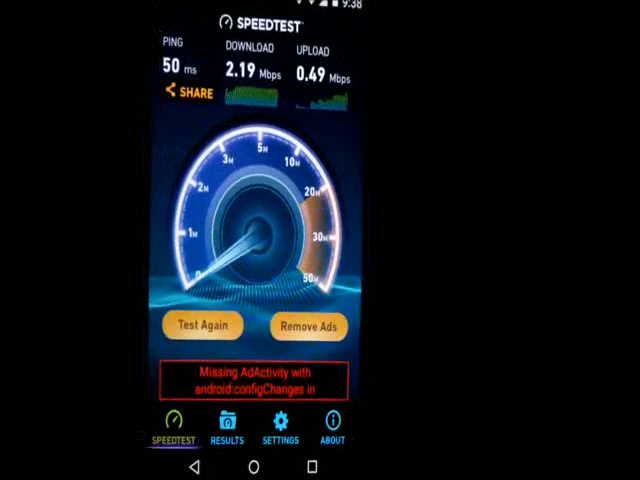 9:38
SPEEDTEST
PING DOWNLOAD UPLOAD
50 ms 2.19 Mbps 0.49 Mbps
SHARE
5M
3M 10M
2M 20M
1M 30M
0 50M
Test Again Remove Ads
Missing AdActivity with
android:configChanges in
SPEEDTEST RESULTS SETTINGS ABOUT